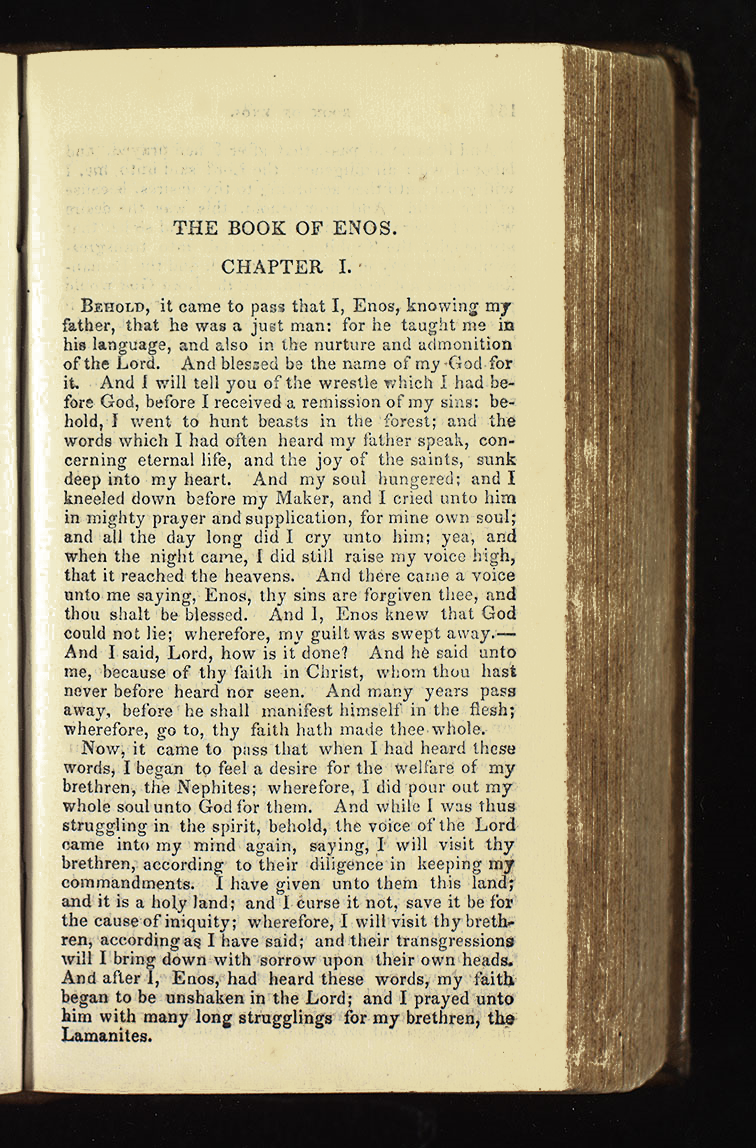 THE BOOK OF ENOS.
CHAPTER I.
BEHOLD, it came to pass that I, Enos, knowing my
father, that he was a just man: for he taught me in
his language, and also in the nurture and admonition
of the Lord. And blessed be the name of my God for
it. And I will tell you of the wrestle which I had be-
fore God, before I received a remission of my sins: be-
hold, I went to hunt beasts in the forest; and the
words which I had often heard my father speak, con-
cerning eternal life, and the joy of the saints, sunk
deep into my heart. And my soul hungered; and I
kneeled down before my Maker, and I cried unto him
in mighty prayer and supplication, for mine own soul;
and all the day long did I cry unto him; yea, and
when the night came, I did still raise my voice high,
that it reached the heavens. And there came a voice
unto me saying, Enos, thy sins are forgiven thee, and
thou shalt be blessed. And I, Enos knew that God
could not lie; wherefore, my guilt was swept away.—
And I said, Lord, how is it done? And he said unto
me, because of thy faith in Christ, whom thou hast
never before heard nor seen. And many years pass
away, before he shall manifest himself in the flesh;
wherefore, go to, thy faith hath made thee whole.
Now, it came to pass that when I had heard these
words, I began to feel a desire for the welfare of my
brethren, the Nephites; wherefore, I did pour out my
whole soul unto God for them. And while I was thus
struggling in the spirit, behold, the voice of the Lord
came into my mind again, saying, I will visit thy
brethren, according to their diligence in keeping my
commandments. I have given unto them this land;
and it is a holy land; and I curse it not, save it be for
the cause of iniquity; wherefore, I will visit thy breth-
ren, according as I have said; and their transgressions
will I bring down with sorrow upon their own heads.
And after I, Enos, had heard these words, my faith
began to be unshaken in the Lord; and I prayed unto
him with many long strugglings for my brethren, the
Lamanites.